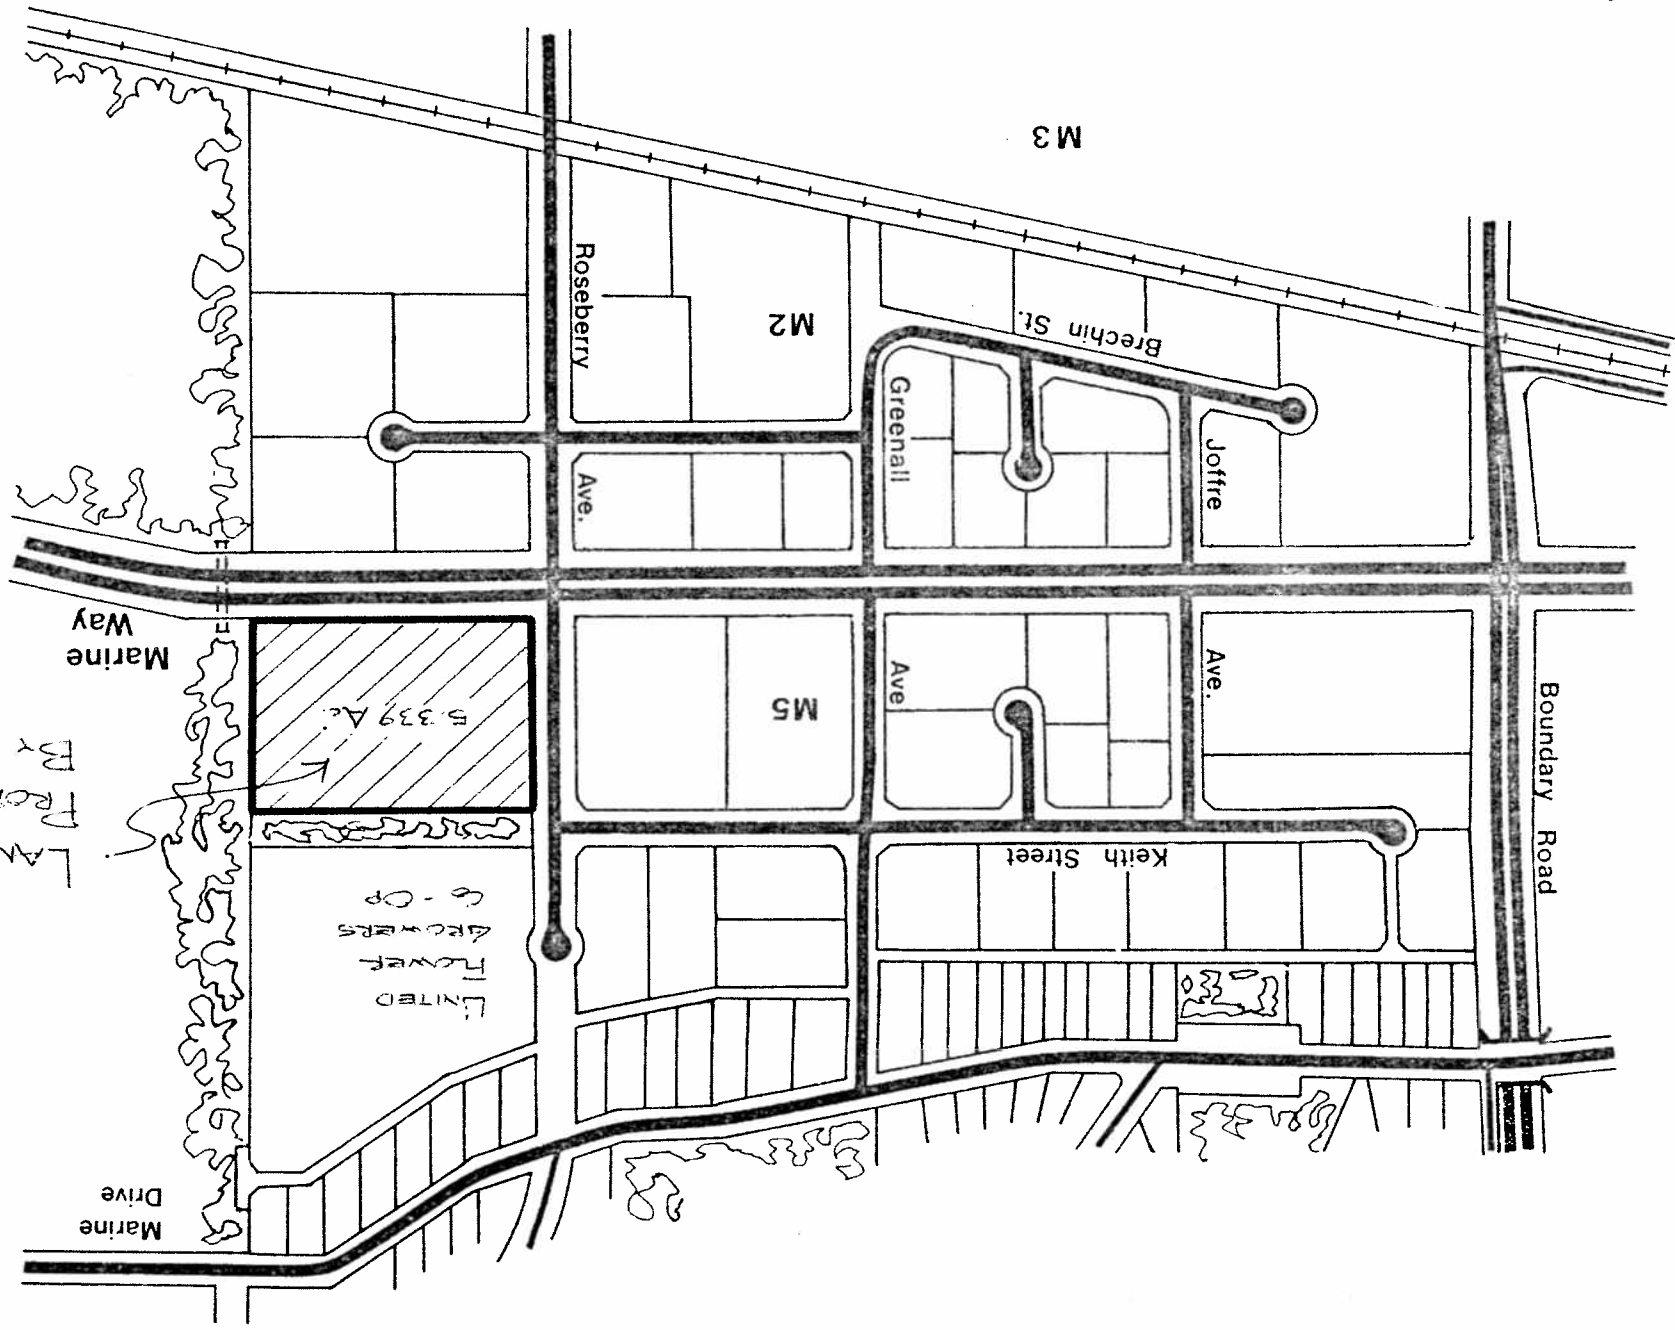 Marine
Drive
UNITED
FLOWER
GROWERS
CO-OP
Keith Street
Boundary Road
5.339 Ac.
M5
Ave.
Ave
Marine
Way
BY
Joffre
Greenall
Ave.
Brechin St.
M2
Roseberry
M3